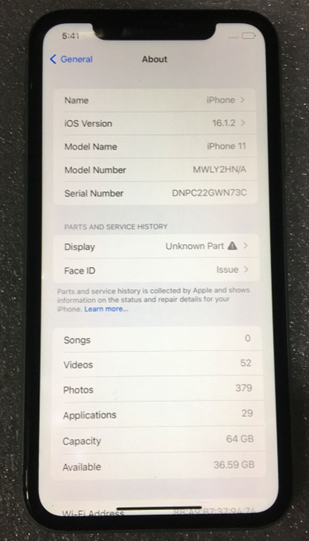 5:41
General
About
Name iPhone
iOS Version 16.1.2
Model Name iPhone 11
Model Number MWLY2HN/A
Serial Number DNPC22GWN73C
PARTS AND SERVICE HISTORY
Display Unknown Part
Face ID Issue
Parts and service history is collected by Apple and shows
information on the status and repair details for your
iPhone. Learn more...
Songs 0
Videos 52
Photos 379
Applications 29
Capacity 64 GB
Available 36.59 GB
Wi-Fi Address